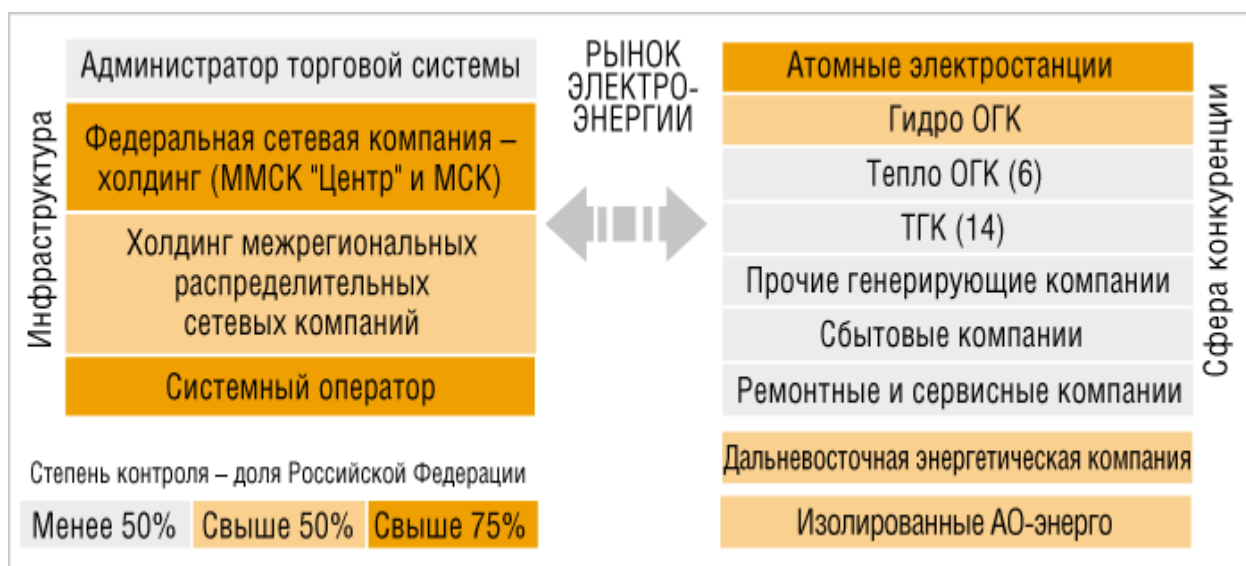 Администратор торговой системы
Федеральная сетевая компания –
холдинг (ММСК "Центр" и МСК)
Холдинг межрегиональных
распределительных
сетевых компаний
Системный оператор
Инфраструктура
РЫНОК
ЭЛЕКТРО-
ЭНЕРГИИ
Атомные электростанции
Гидро ОГК
Тепло ОГК (6)
ТГК (14)
Прочие генерирующие компании
Сбытовые компании
Ремонтные и сервисные компании
Сфера конкуренции
Дальневосточная энергетическая компания
Изолированные АО-энерго
Степень контроля – доля Российской Федерации
Менее 50%
Свыше 50%
Свыше 75%